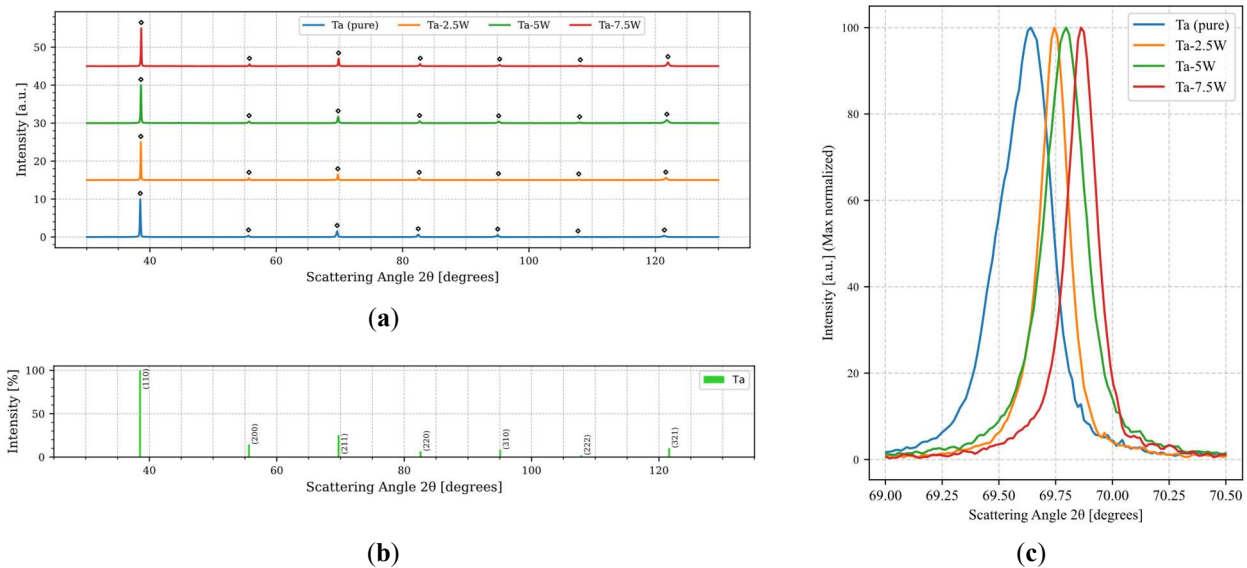 Ta (pure) Ta-2.5W Ta-5W Ta-7.5W
Intensity [a.u.]
50
40
30
20
10
0
40 60 80 100 120
Scattering Angle 2θ [degrees]
(a)
Intensity [%]
100
50
0
Ta
(110)
(200)
(211)
(220)
(310)
(222)
(321)
40 60 80 100 120
Scattering Angle 2θ [degrees]
(b)
Intensity [a.u.] (Max normalized)
100
80
60
40
20
0
Ta (pure)
Ta-2.5W
Ta-5W
Ta-7.5W
69.00 69.25 69.50 69.75 70.00 70.25 70.50
Scattering Angle 2θ [degrees]
(c)